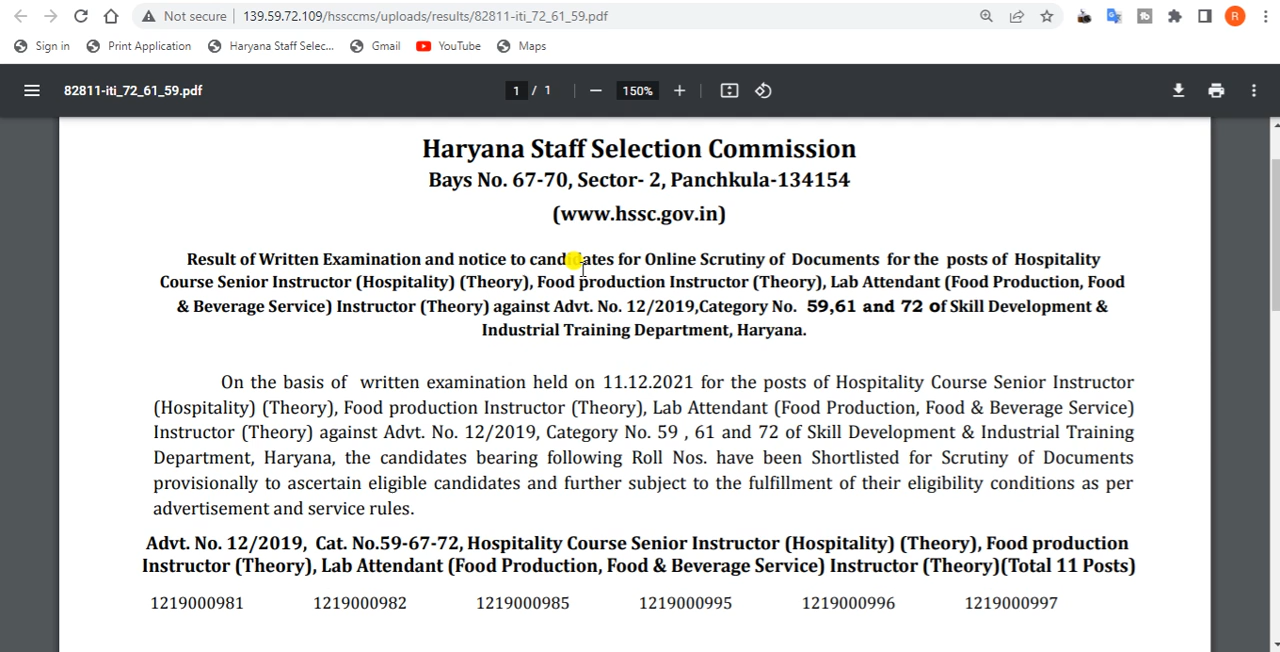 Not secure | 139.59.72.109/hssccms/uploads/results/82811-iti_72_61_59.pdf
R
Sign in Print Application Haryana Staff Selec... Gmail YouTube Maps
82811-iti_72_61_59.pdf 1 / 1 150%
Haryana Staff Selection Commission
Bays No. 67-70, Sector- 2, Panchkula-134154
(www.hssc.gov.in)
Result of Written Examination and notice to candidates for Online Scrutiny of Documents for the posts of Hospitality
Course Senior Instructor (Hospitality) (Theory), Food production Instructor (Theory), Lab Attendant (Food Production, Food
& Beverage Service) Instructor (Theory) against Advt. No. 12/2019,Category No. 59,61 and 72 of Skill Development &
Industrial Training Department, Haryana.
On the basis of written examination held on 11.12.2021 for the posts of Hospitality Course Senior Instructor
(Hospitality) (Theory), Food production Instructor (Theory), Lab Attendant (Food Production, Food & Beverage Service)
Instructor (Theory) against Advt. No. 12/2019, Category No. 59 , 61 and 72 of Skill Development & Industrial Training
Department, Haryana, the candidates bearing following Roll Nos. have been Shortlisted for Scrutiny of Documents
provisionally to ascertain eligible candidates and further subject to the fulfillment of their eligibility conditions as per
advertisement and service rules.
Advt. No. 12/2019, Cat. No.59-67-72, Hospitality Course Senior Instructor (Hospitality) (Theory), Food production
Instructor (Theory), Lab Attendant (Food Production, Food & Beverage Service) Instructor (Theory)(Total 11 Posts)
1219000981 1219000982 1219000985 1219000995 1219000996 1219000997